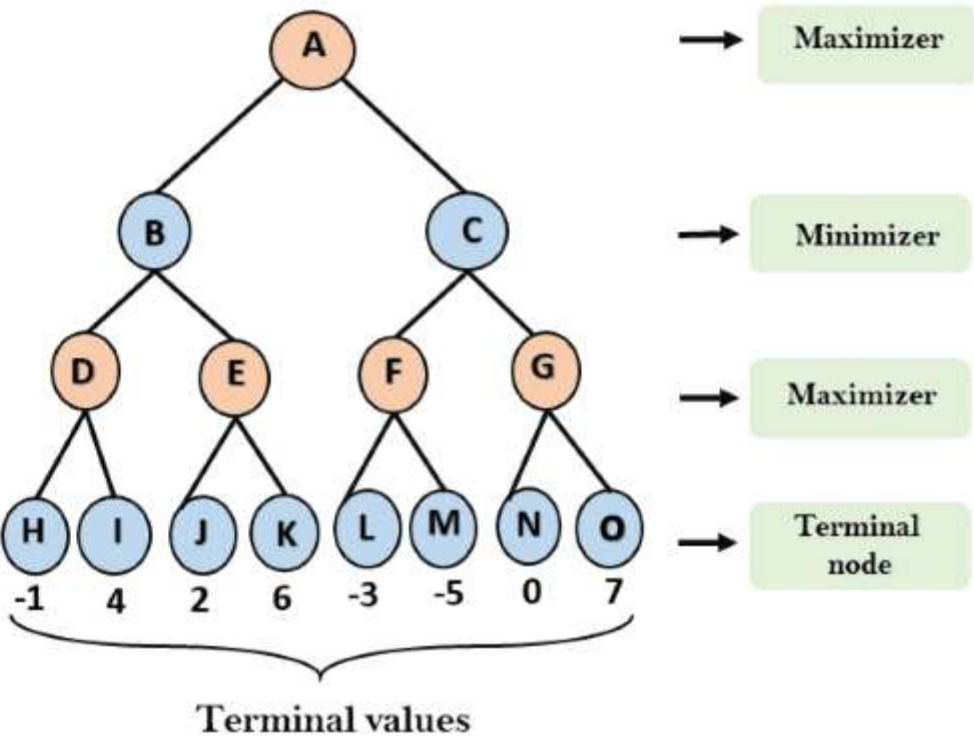 A
Maximizer
B
C
Minimizer
D
E
F
G
Maximizer
H
I
J
K
L
M
N
O
Terminal
node
-1
4
2
6
-3
-5
0
7
Terminal values